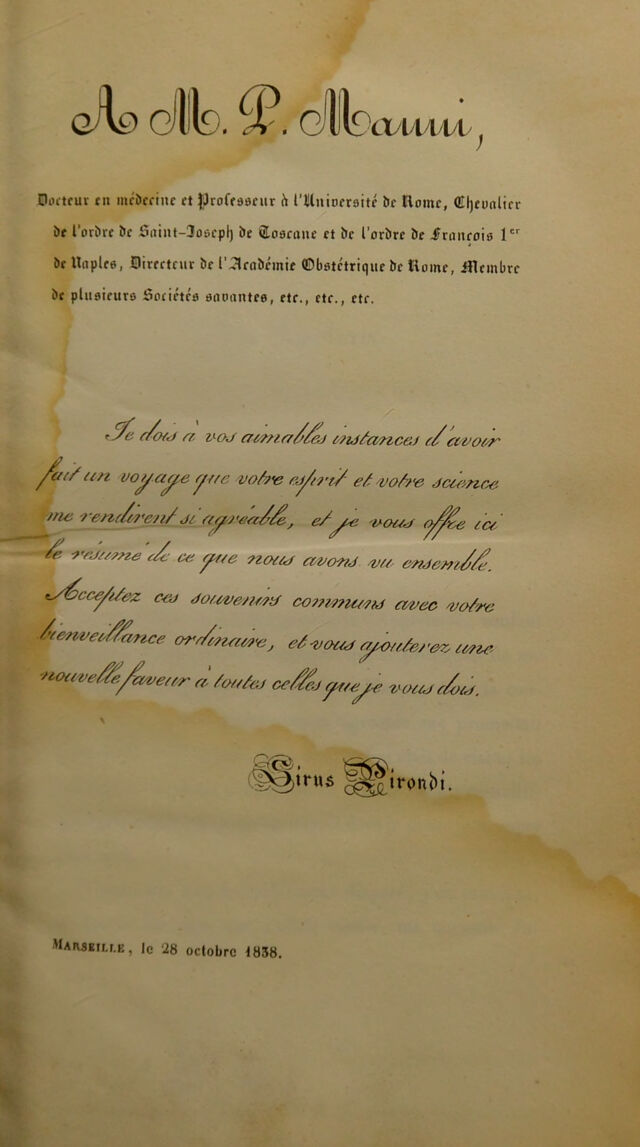 A M. P. Manni,
Docteur en médecine et Professeur à l'Université de Rome, Chevalier
de l'ordre de Saint-Joseph de Toscane et de l'ordre de François 1er
de Naples, Directeur de l'Académie Obstétrique de Rome, Membre
de plusieurs Sociétés savantes, etc., etc., etc.
Je dois à vos aimables instances d'avoir
fait un voyage que votre esprit et votre science
me rendirent si agréable, et je vous offre ici
le résumé de ce que nous avons vu ensemble.
Acceptez ces souvenirs communs avec votre
bienveillance ordinaire, et vous ajouterez une
nouvelle faveur à toutes celles que je vous dois.
Sirus Pirondi.
MARSEILLE, le 28 octobre 1838.